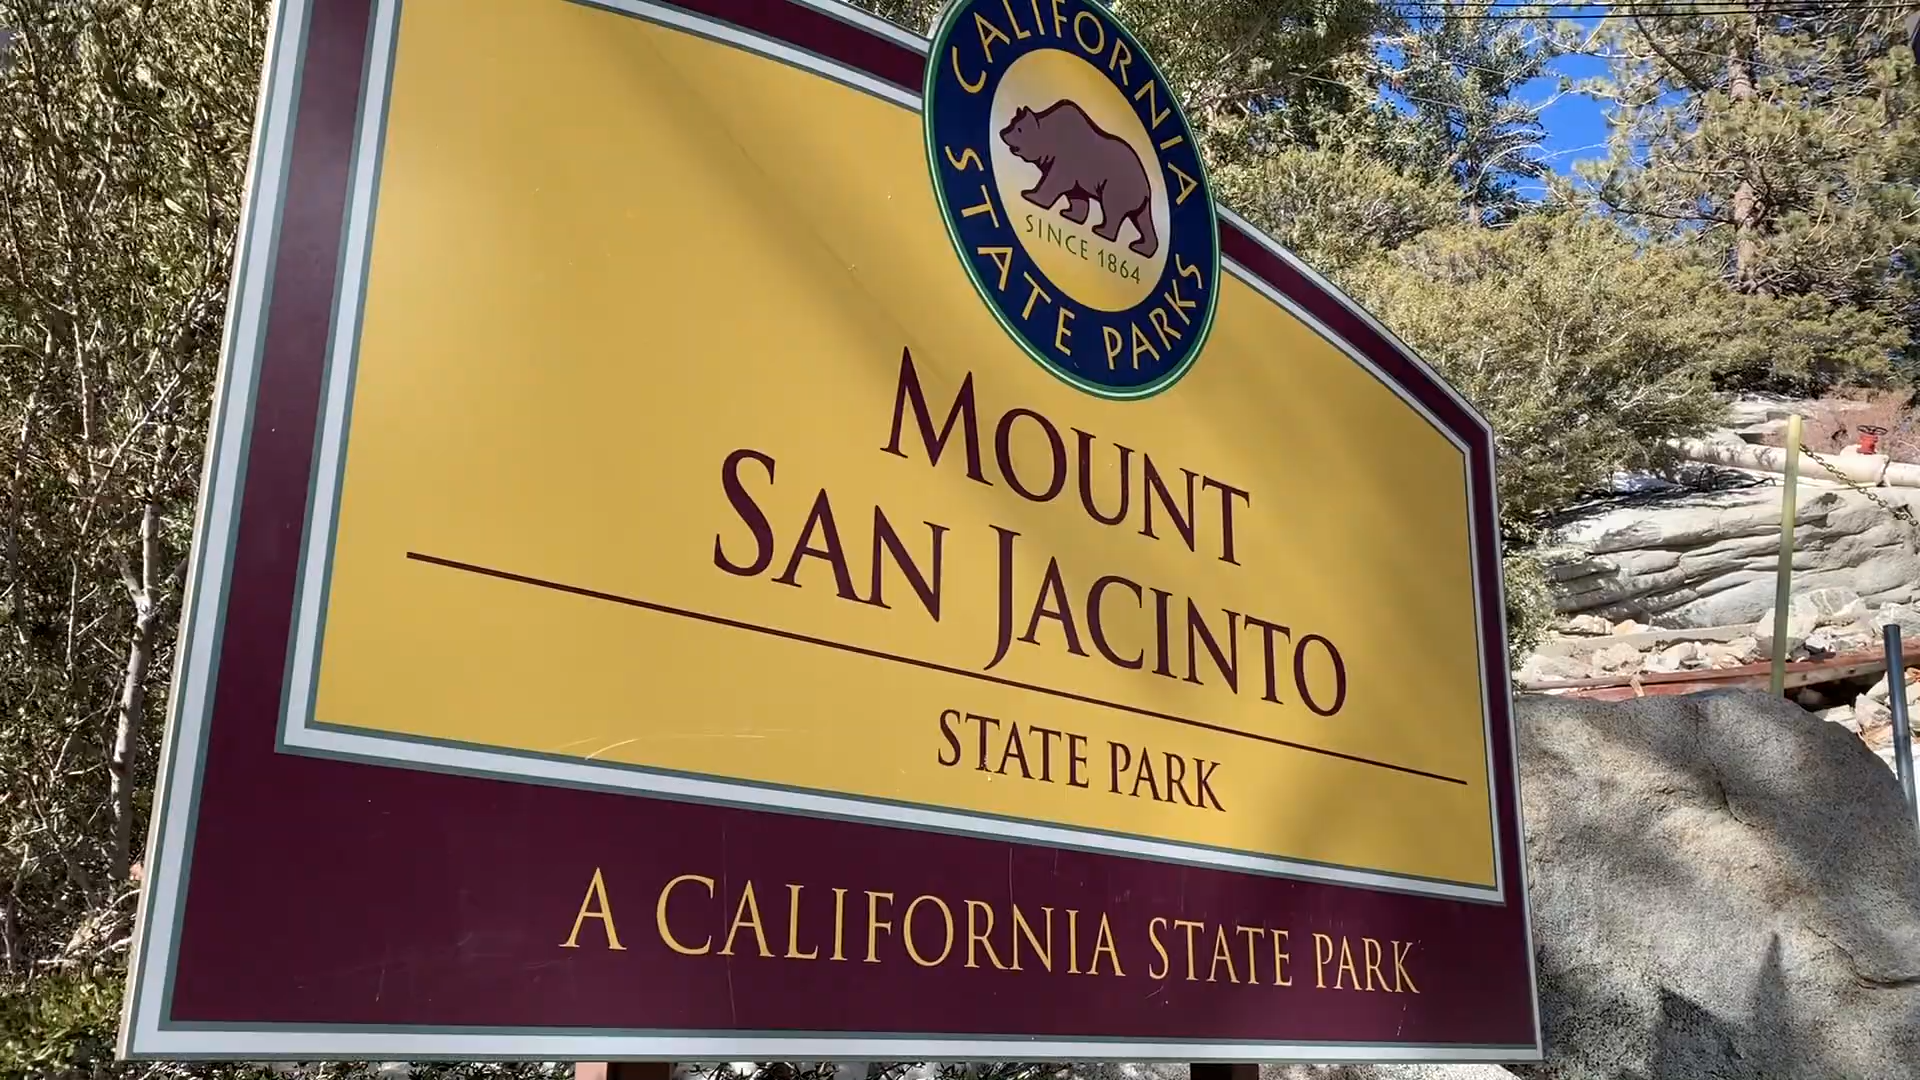 CALIFORNIA
STATE PARKS
SINCE 1864
MOUNT
SAN JACINTO
STATE PARK
A CALIFORNIA STATE PARK